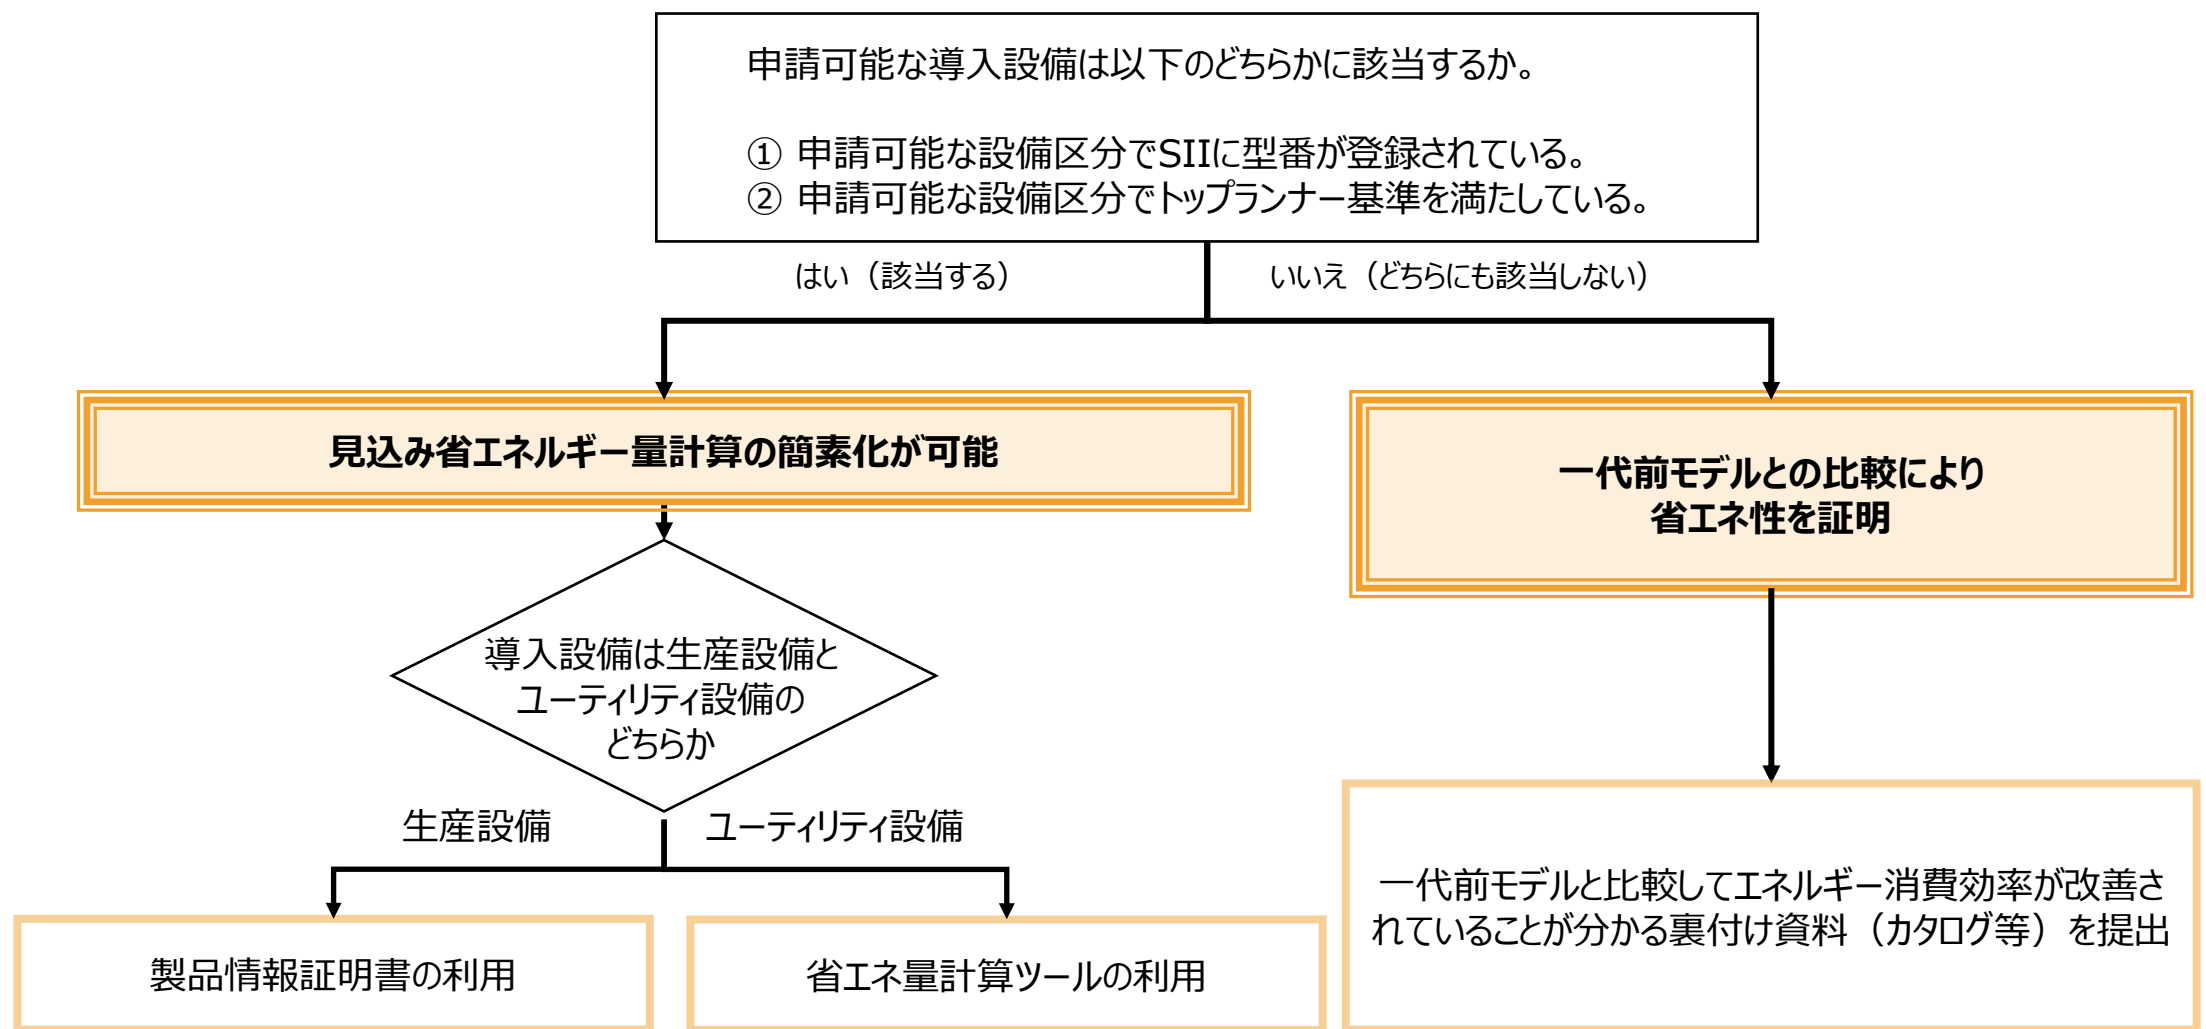 申請可能な導入設備は以下のどちらかに該当するか。
① 申請可能な設備区分でSIIに型番が登録されている。
② 申請可能な設備区分でトップランナー基準を満たしている。
はい（該当する）
いいえ（どちらにも該当しない）
見込み省エネルギー量計算の簡素化が可能
一代前モデルとの比較により
省エネ性を証明
導入設備は生産設備と
ユーティリティ設備の
どちらか
生産設備
ユーティリティ設備
製品情報証明書の利用
省エネ量計算ツールの利用
一代前モデルと比較してエネルギー消費効率が改善さ
れていることが分かる裏付け資料（カタログ等）を提出